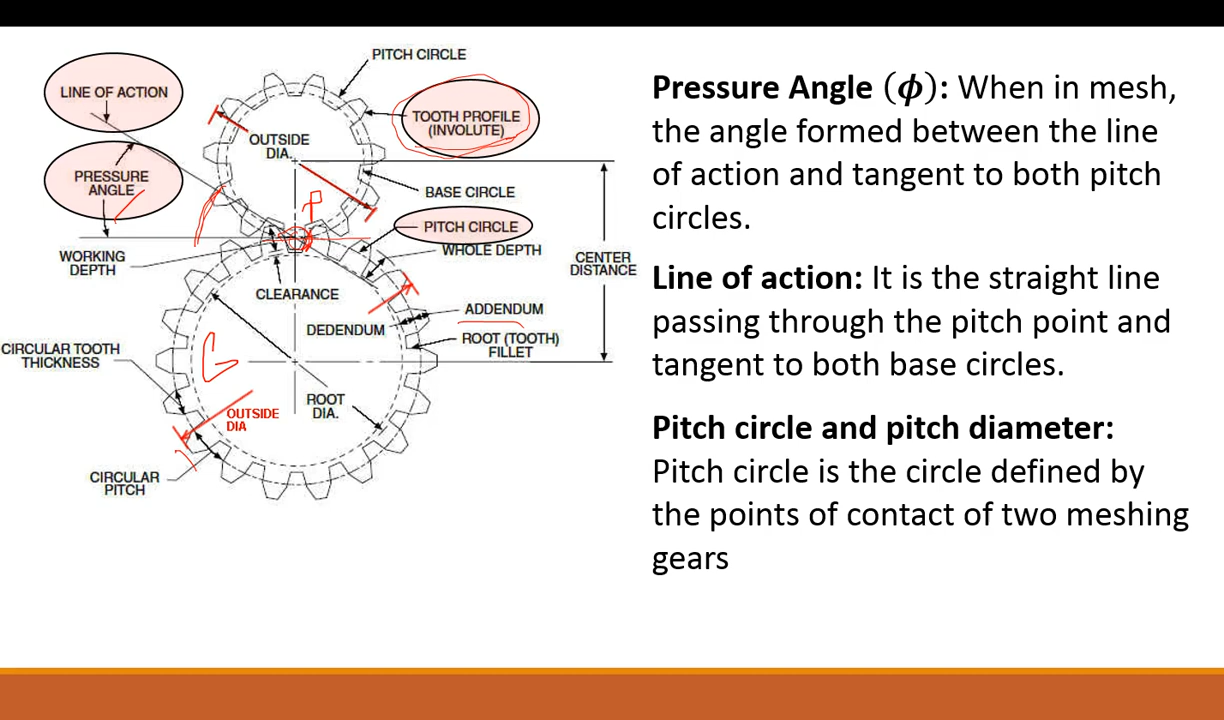 PITCH CIRCLE
LINE OF ACTION
TOOTH PROFILE
(INVOLUTE)
OUTSIDE
DIA.
PRESSURE
ANGLE
BASE CIRCLE
P
PITCH CIRCLE
WHOLE DEPTH
WORKING
DEPTH
CENTER
DISTANCE
CLEARANCE
ADDENDUM
DEDENDUM
ROOT (TOOTH)
FILLET
CIRCULAR TOOTH
THICKNESS
G
ROOT
DIA.
OUTSIDE
DIA
CIRCULAR
PITCH
Pressure Angle (ϕ): When in mesh,
the angle formed between the line
of action and tangent to both pitch
circles.
Line of action: It is the straight line
passing through the pitch point and
tangent to both base circles.
Pitch circle and pitch diameter:
Pitch circle is the circle defined by
the points of contact of two meshing
gears